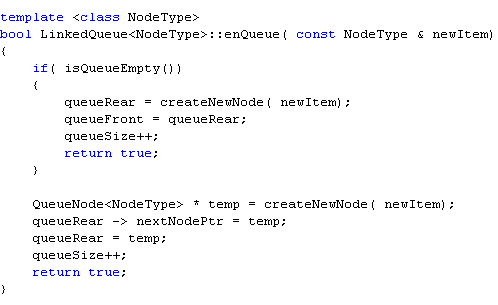 template <class NodeType>
bool LinkedQueue<NodeType>::enQueue( const NodeType & newItem)
{
    if( isQueueEmpty())
    {
        queueRear = createNewNode( newItem);
        queueFront = queueRear;
        queueSize++;
        return true;
    }

    QueueNode<NodeType> * temp = createNewNode( newItem);
    queueRear -> nextNodePtr = temp;
    queueRear = temp;
    queueSize++;
    return true;
}